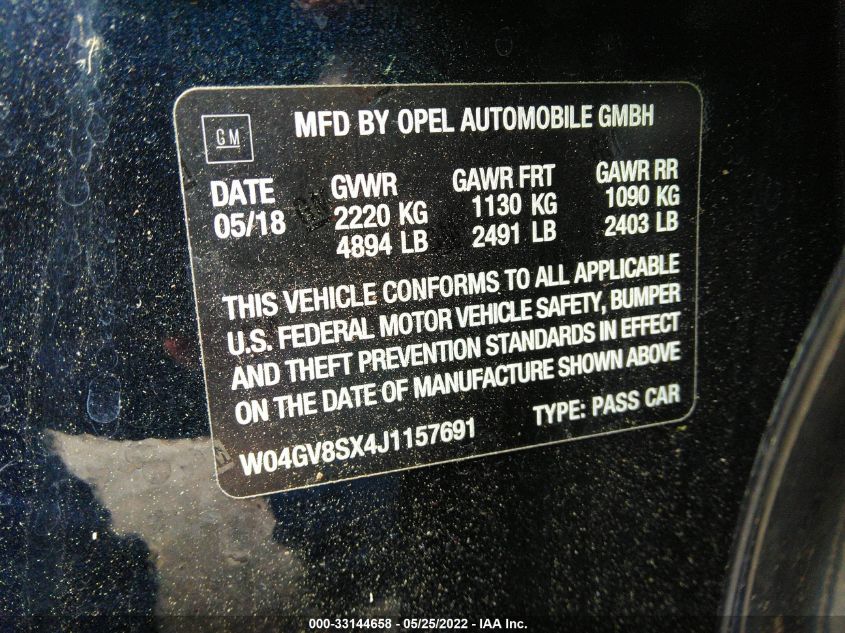 GM
MFD BY OPEL AUTOMOBILE GMBH
DATE GVWR GAWR FRT GAWR RR
05/18 2220 KG 1130 KG 1090 KG
4894 LB 2491 LB 2403 LB
THIS VEHICLE CONFORMS TO ALL APPLICABLE
U.S. FEDERAL MOTOR VEHICLE SAFETY, BUMPER
AND THEFT PREVENTION STANDARDS IN EFFECT
ON THE DATE OF MANUFACTURE SHOWN ABOVE
W04GV8SX4J1157691 TYPE: PASS CAR
000-33144658 - 05/25/2022 - IAA Inc.